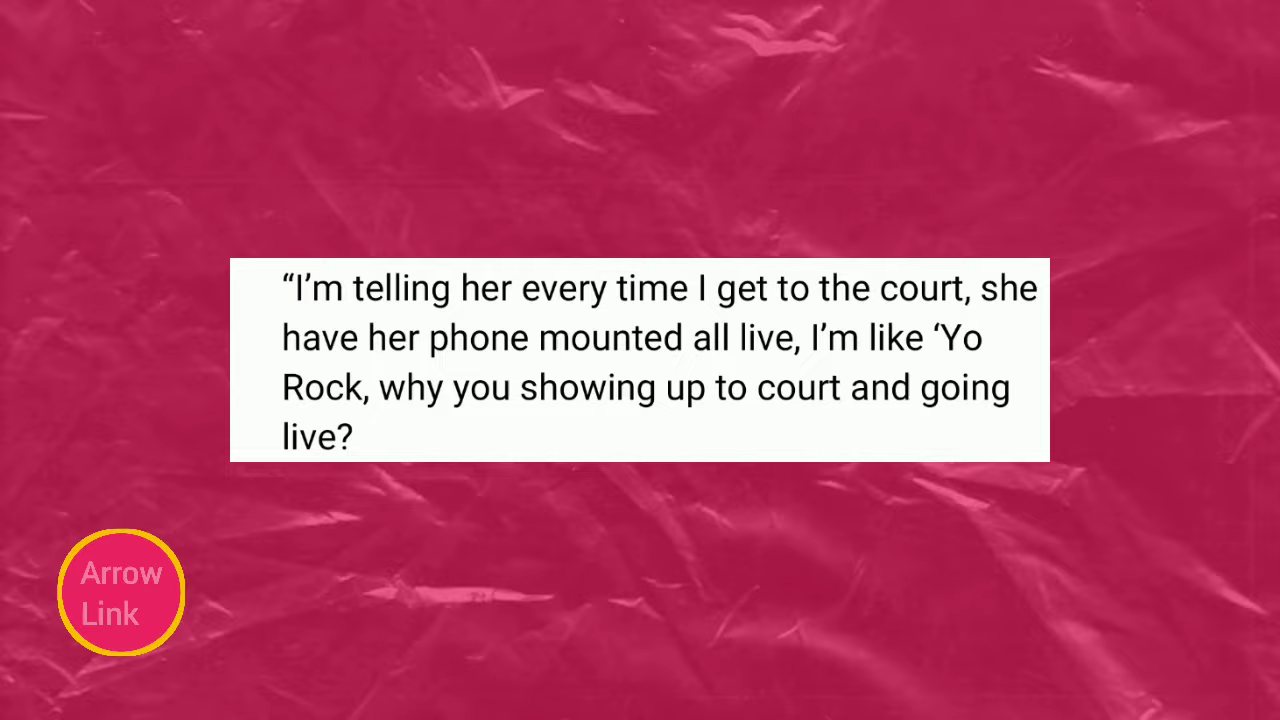 “I’m telling her every time I get to the court, she
have her phone mounted all live, I’m like ‘Yo
Rock, why you showing up to court and going
live?
Arrow
Link